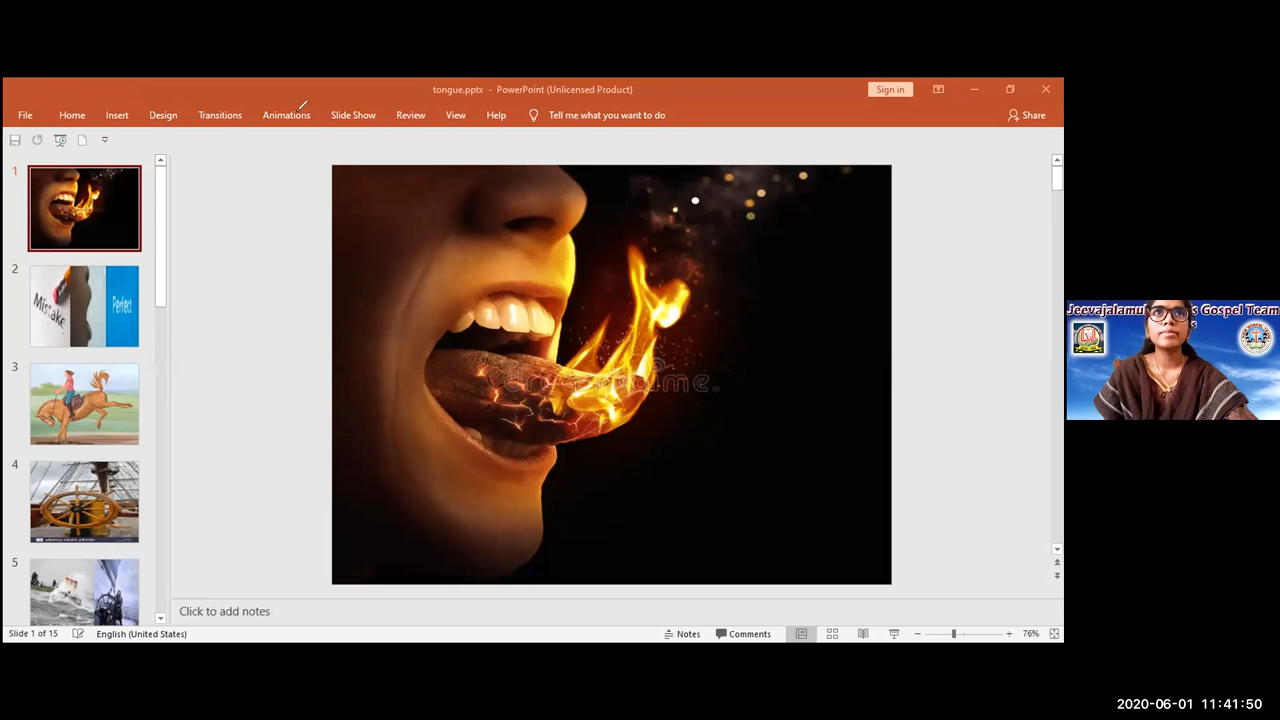 tongue.pptx - PowerPoint (Unlicensed Product)
Sign in
File Home Insert Design Transitions Animations Slide Show Review View Help Tell me what you want to do Share
1
2
Mistake Perfect
3
4
5
Jeevajalamu Gospel Team
Click to add notes
Slide 1 of 15 English (United States) Notes Comments 76%
2020-06-01 11:41:50